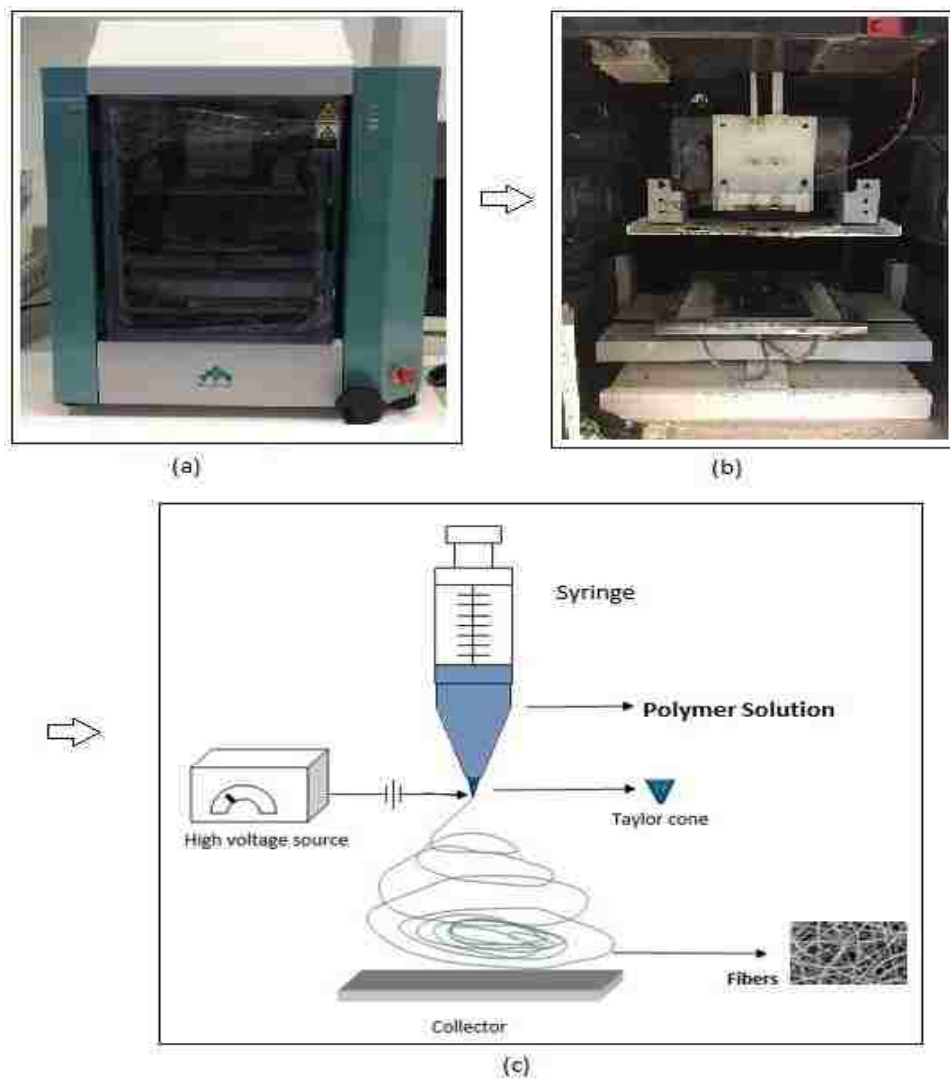 (a)
(b)
Syringe
Polymer Solution
High voltage source
Taylor cone
Fibers
Collector
(c)